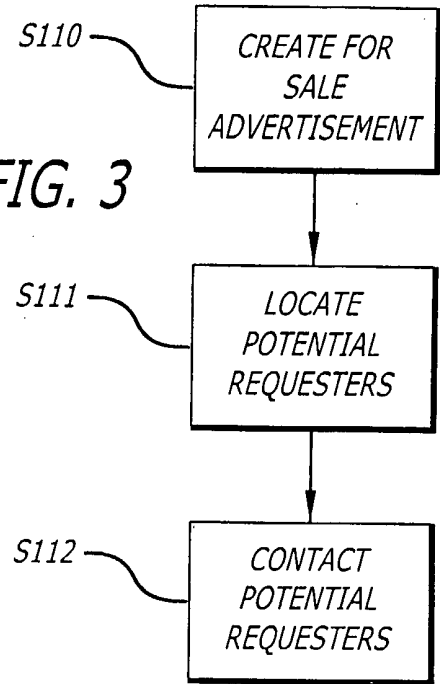 S110
CREATE FOR
SALE
ADVERTISEMENT
FIG. 3
S111
LOCATE
POTENTIAL
REQUESTERS
S112
CONTACT
POTENTIAL
REQUESTERS